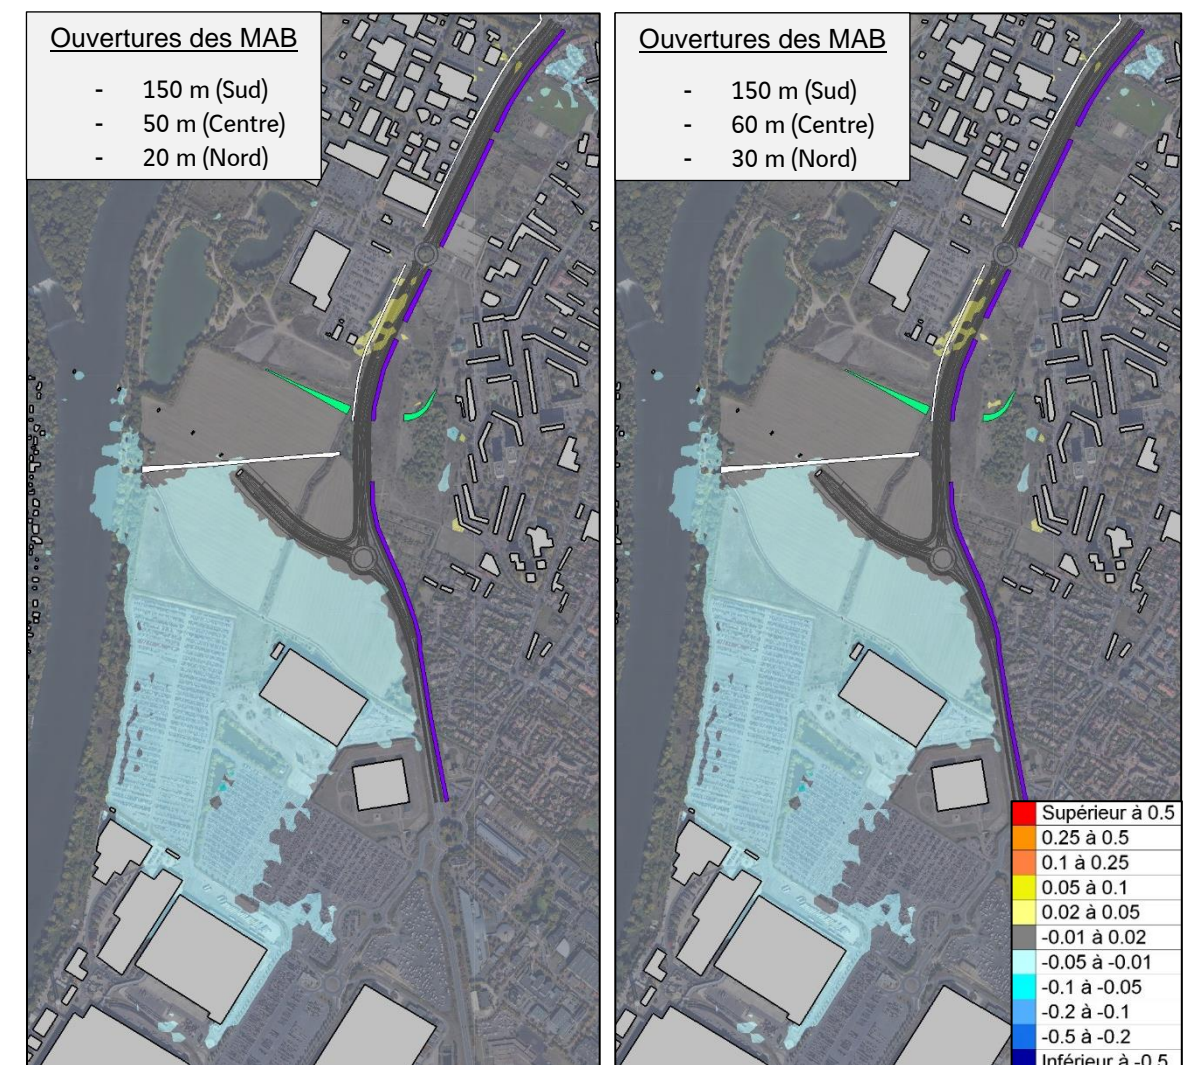 Ouvertures des MAB
- 150 m (Sud)
- 50 m (Centre)
- 20 m (Nord)
Ouvertures des MAB
- 150 m (Sud)
- 60 m (Centre)
- 30 m (Nord)
Supérieur à 0.5
0.25 à 0.5
0.1 à 0.25
0.05 à 0.1
0.02 à 0.05
-0.01 à 0.02
-0.05 à -0.01
-0.1 à -0.05
-0.2 à -0.1
-0.5 à -0.2
Inférieur à -0.5